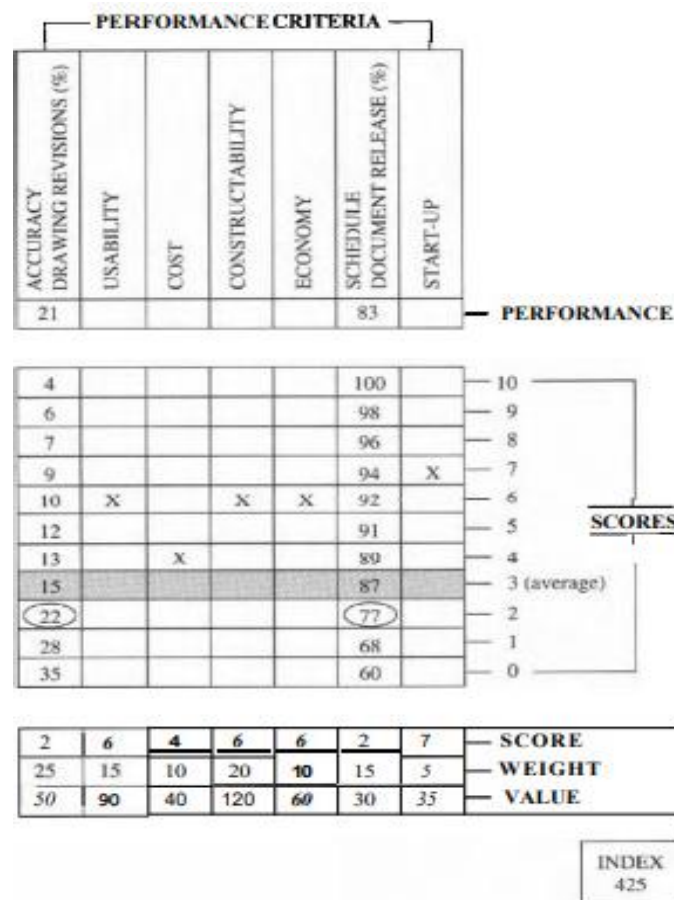 PERFORMANCE CRITERIA
ACCURACY
DRAWING REVISIONS (%)
USABILITY
COST
CONSTRUCTABILITY
ECONOMY
SCHEDULE
DOCUMENT RELEASE (%)
START-UP
21 83 PERFORMANCE
4 100 10
6 98 9
7 96 8
9 94 X 7
10 X X X 92 6
12 91 5
SCORES
13 X 89 4
15 87 3 (average)
22 77 2
28 68 1
35 60 0
2 6 4 6 6 2 7 SCORE
25 15 10 20 10 15 5 WEIGHT
50 90 40 120 60 30 35 VALUE
INDEX
425